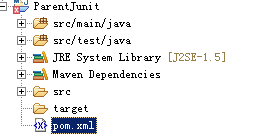 ParentJunit
src/main/java
src/test/java
JRE System Library [J2SE-1.5]
Maven Dependencies
src
target
pom.xml